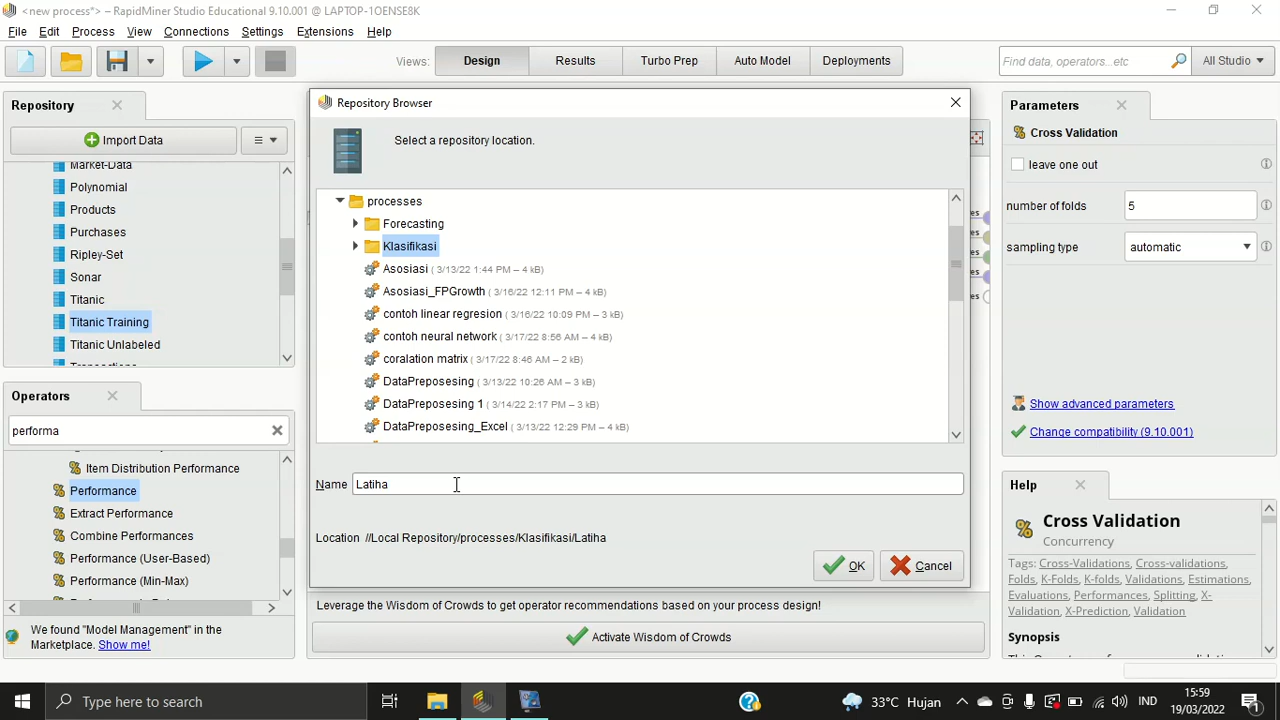 <new process*> – RapidMiner Studio Educational 9.10.001 @ LAPTOP-1OENSE8K
File Edit Process View Connections Settings Extensions Help
Views: Design Results Turbo Prep Auto Model Deployments
Find data, operators...etc
All Studio
Repository
Import Data
Market-Data
Polynomial
Products
Purchases
Ripley-Set
Sonar
Titanic
Titanic Training
Titanic Unlabeled
Transactions
Operators
performa
Item Distribution Performance
Performance
Extract Performance
Combine Performances
Performance (User-Based)
Performance (Min-Max)
We found "Model Management" in the
Marketplace. Show me!
Repository Browser
Select a repository location.
processes
Forecasting
Klasifikasi
Asosiasi ( 3/13/22 1:44 PM – 4 kB)
Asosiasi_FPGrowth ( 3/16/22 12:11 PM – 4 kB)
contoh linear regresion ( 3/16/22 10:09 PM – 3 kB)
contoh neural network ( 3/17/22 8:56 AM – 4 kB)
coralation matrix ( 3/17/22 8:46 AM – 2 kB)
DataPreposesing ( 3/13/22 10:26 AM – 3 kB)
DataPreposesing 1 ( 3/14/22 2:17 PM – 3 kB)
DataPreposesing_Excel ( 3/13/22 12:29 PM – 4 kB)
Name Latiha
Location //Local Repository/processes/Klasifikasi/Latiha
OK
Cancel
Leverage the Wisdom of Crowds to get operator recommendations based on your process design!
Activate Wisdom of Crowds
Parameters
Cross Validation
leave one out
number of folds 5
sampling type automatic
Show advanced parameters
Change compatibility (9.10.001)
Help
Cross Validation
Concurrency
Tags: Cross-Validations, Cross-validations,
Folds, K-Folds, K-folds, Validations, Estimations,
Evaluations, Performances, Splitting, X-
Validation, X-Prediction, Validation
Synopsis
Type here to search
33°C Hujan
IND
15:59
19/03/2022